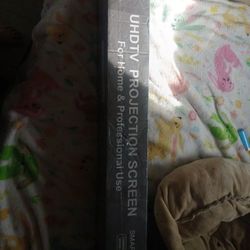 UHDTV PROJECTION SCREEN
For Home & Professional Use